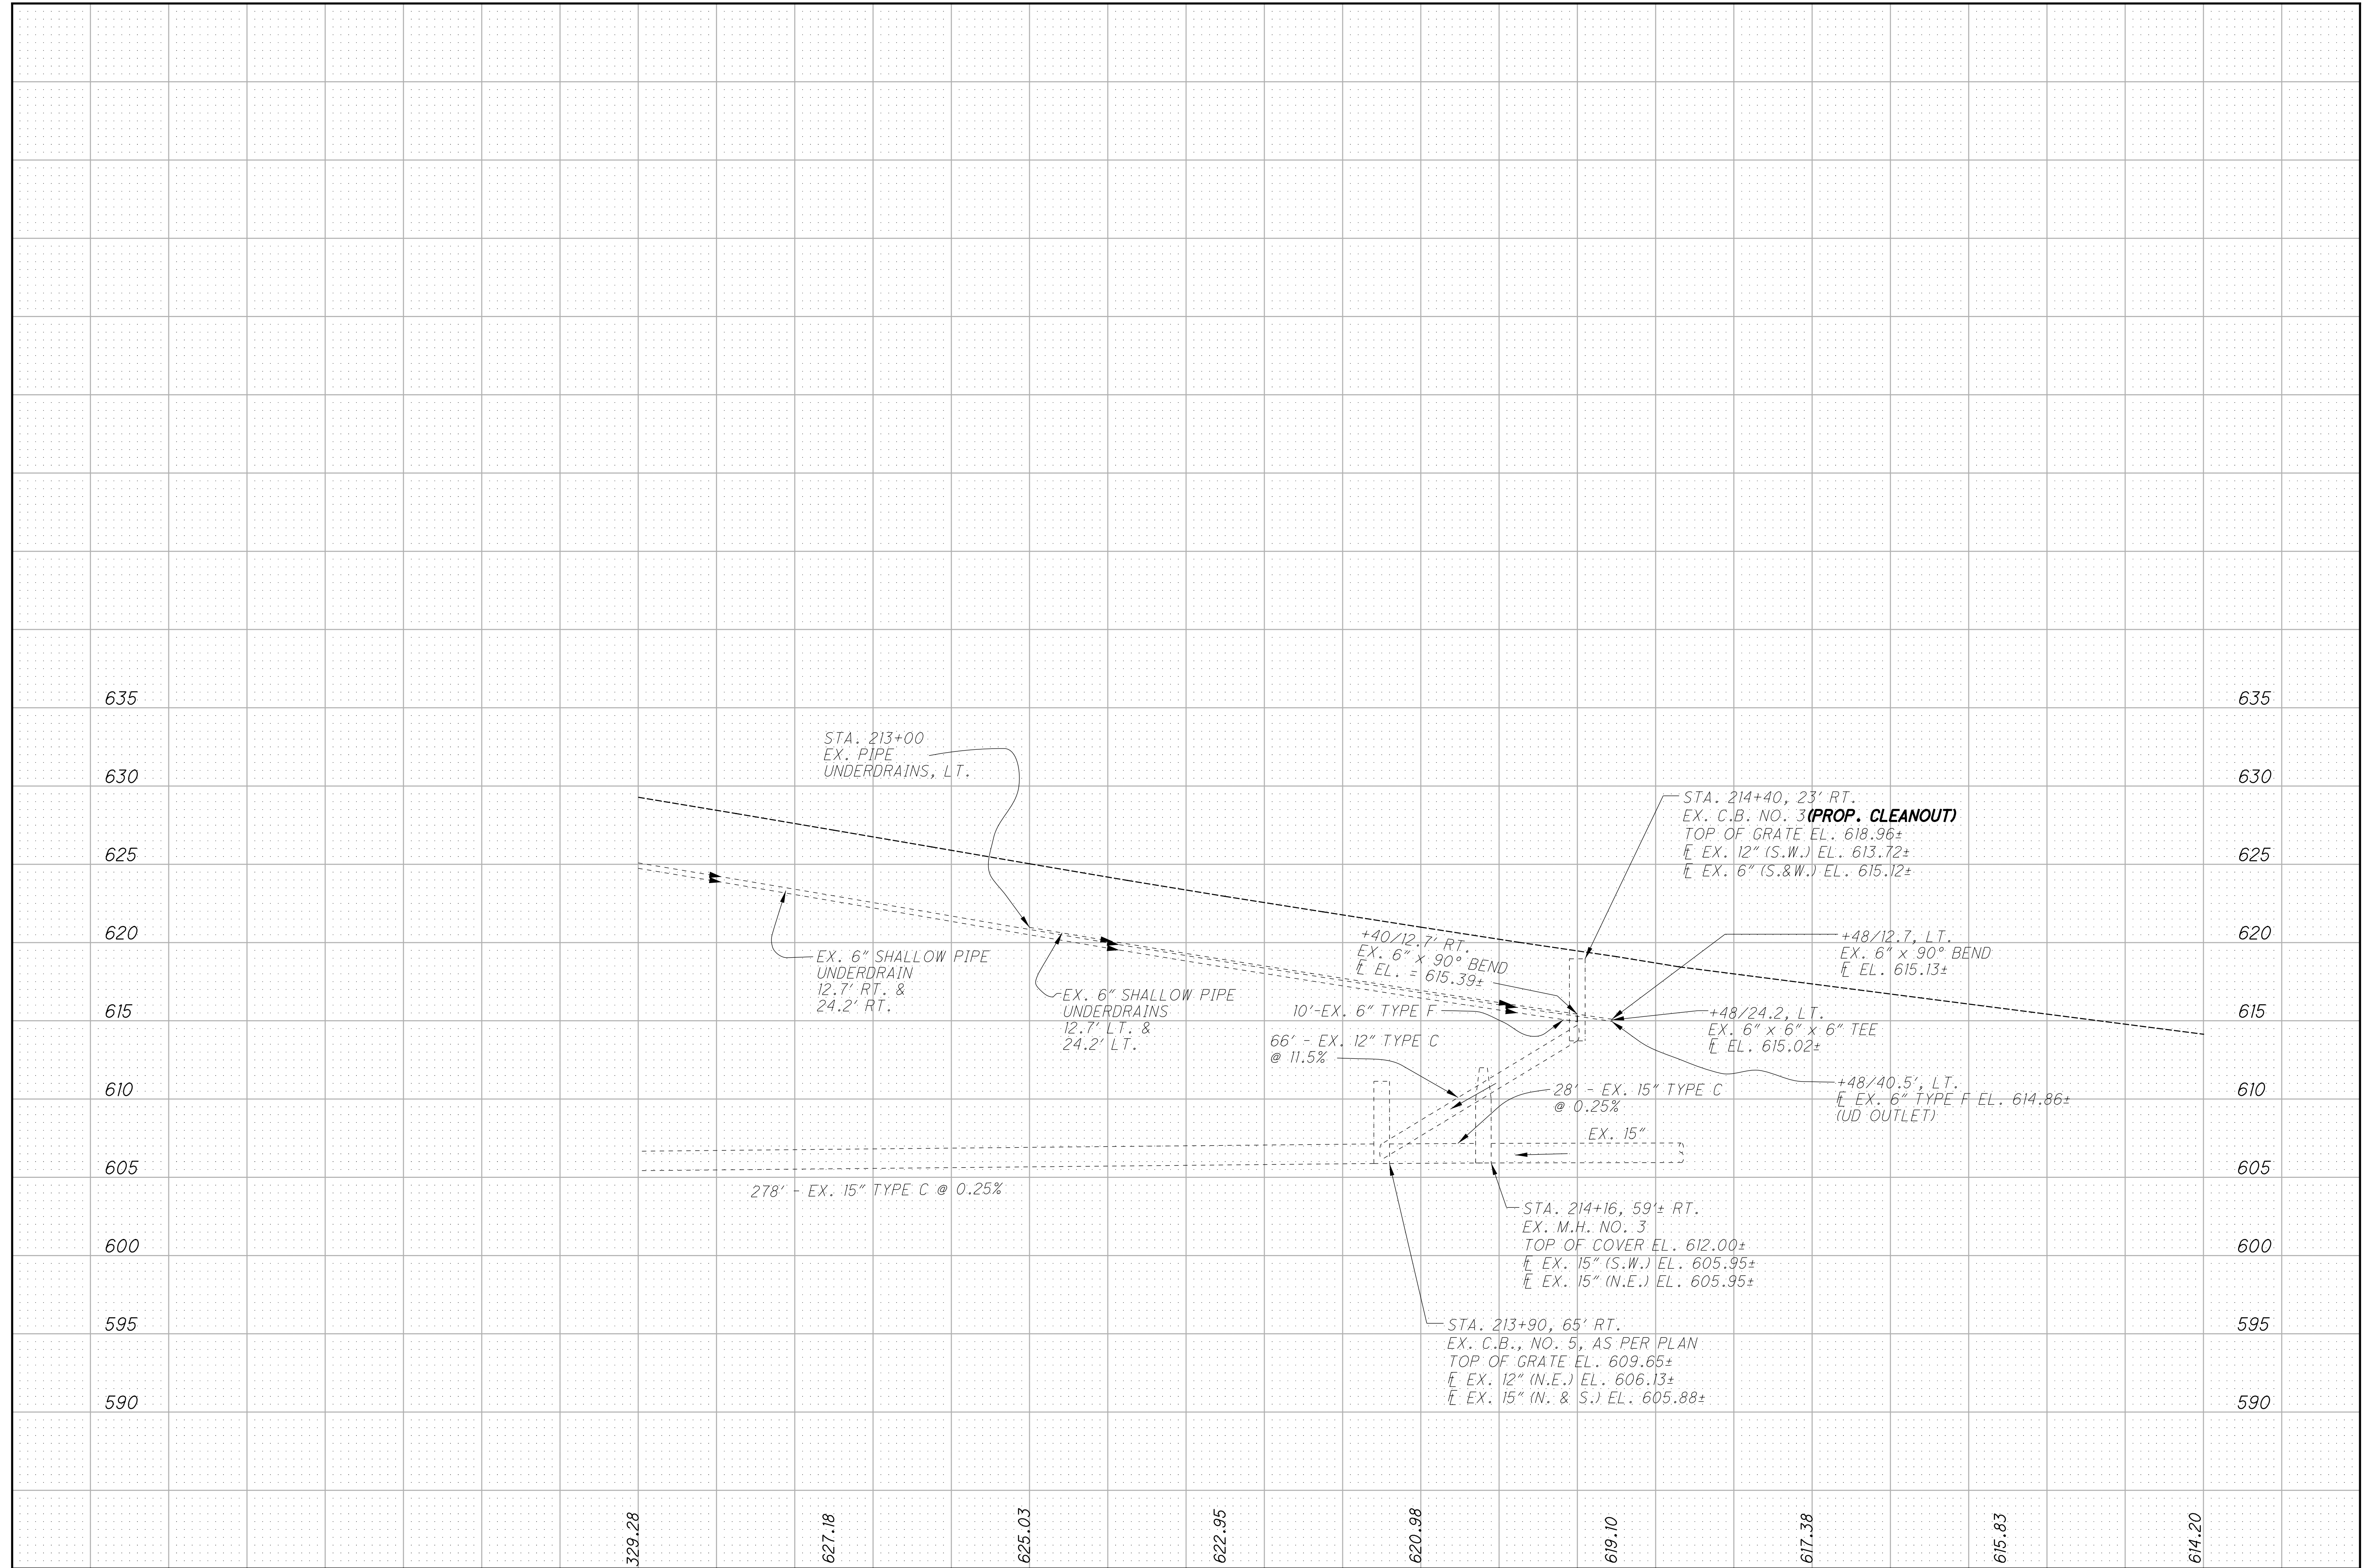 635
635
STA. 213+00
EX. PIPE
UNDERDRAINS, LT.
630
630
STA. 214+40, 23' RT.
EX. C.B. NO. 3 (PROP. CLEANOUT)
TOP OF GRATE EL. 618.96±
℄ EX. 12" (S.W.) EL. 613.72±
℄ EX. 6" (S.&W.) EL. 615.12±
625
625
620
620
+40/12.7' RT.
EX. 6" x 90° BEND
℄ EL. = 615.39±
+48/12.7, LT.
EX. 6" x 90° BEND
℄ EL. 615.13±
EX. 6" SHALLOW PIPE
UNDERDRAIN
12.7' RT. &
24.2' RT.
EX. 6" SHALLOW PIPE
UNDERDRAINS
12.7' LT. &
24.2' LT.
10'-EX. 6" TYPE F
615
615
+48/24.2, LT.
EX. 6" x 6" x 6" TEE
℄ EL. 615.02±
66' - EX. 12" TYPE C
@ 11.5%
610
610
28' - EX. 15" TYPE C
@ 0.25%
+48/40.5', LT.
℄ EX. 6" TYPE F EL. 614.86±
(UD OUTLET)
EX. 15"
605
605
278' - EX. 15" TYPE C @ 0.25%
STA. 214+16, 59'± RT.
EX. M.H. NO. 3
TOP OF COVER EL. 612.00±
℄ EX. 15" (S.W.) EL. 605.95±
℄ EX. 15" (N.E.) EL. 605.95±
600
600
595
595
STA. 213+90, 65' RT.
EX. C.B., NO. 5, AS PER PLAN
TOP OF GRATE EL. 609.65±
℄ EX. 12" (N.E.) EL. 606.13±
℄ EX. 15" (N. & S.) EL. 605.88±
590
590
329.28
627.18
625.03
622.95
620.98
619.10
617.38
615.83
614.20